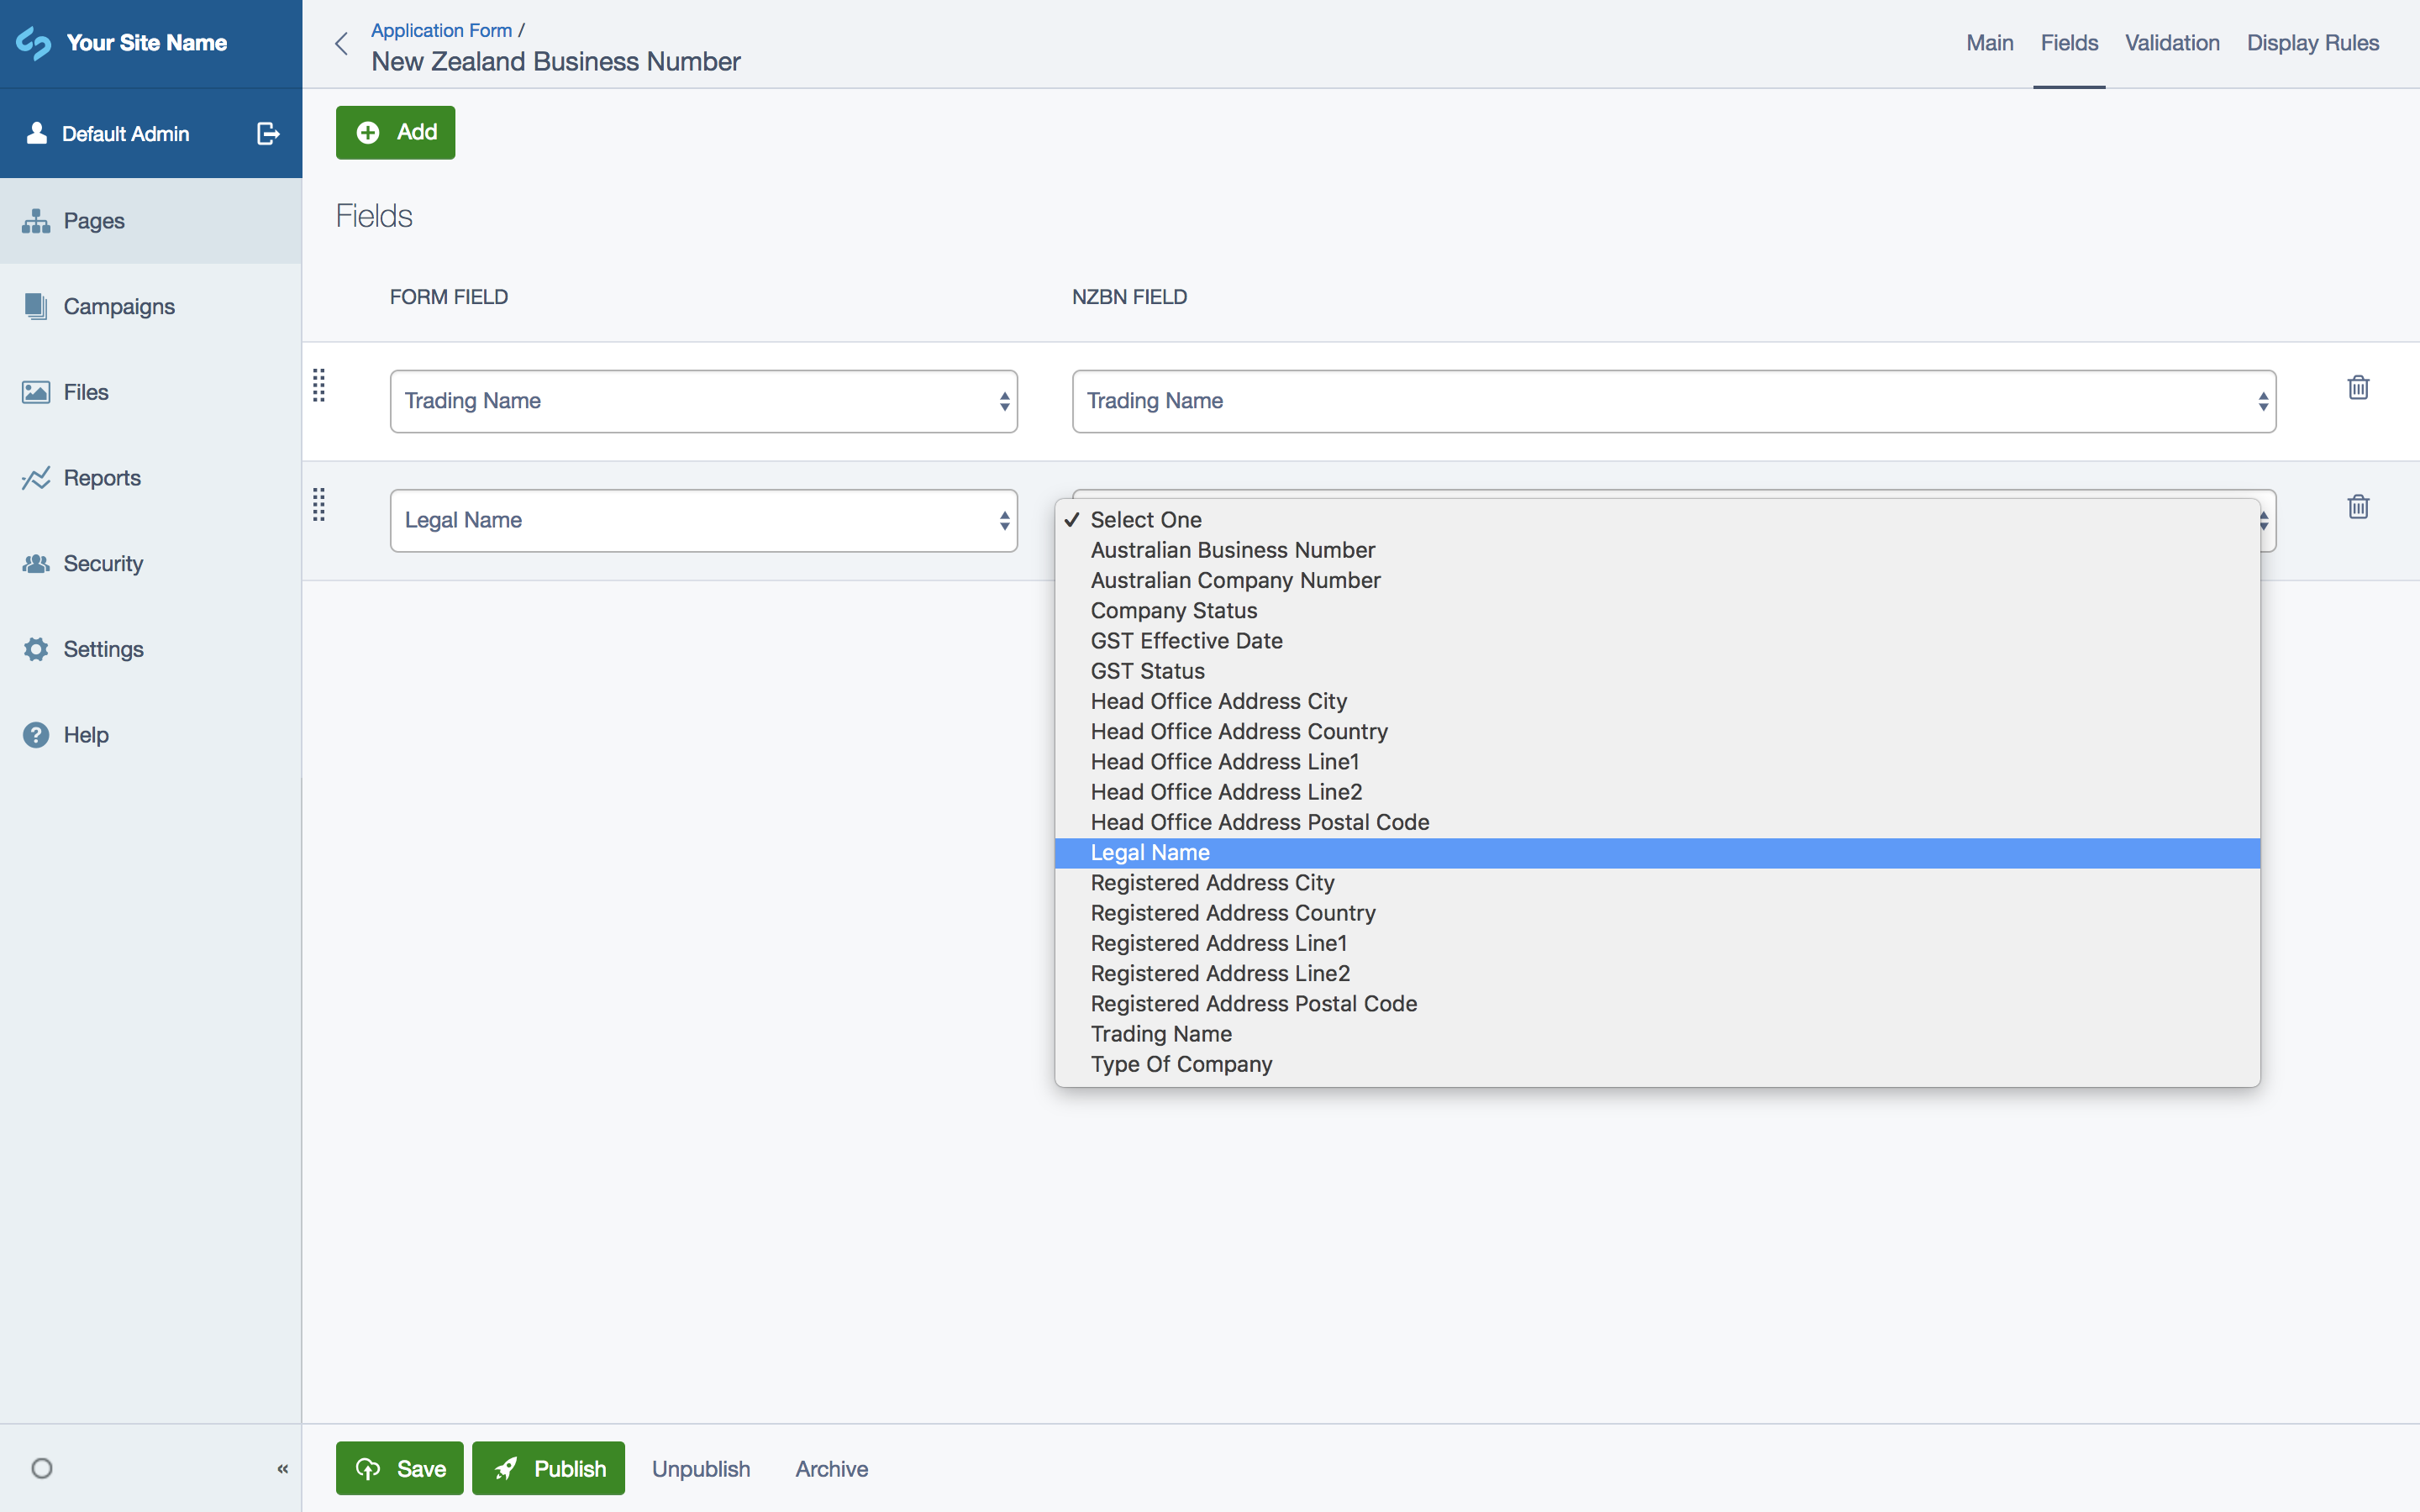 Your Site Name
Default Admin
Pages
Campaigns
Files
Reports
Security
Settings
Help
Application Form /
New Zealand Business Number
Main Fields Validation Display Rules
Add
Fields
FORM FIELD NZBN FIELD
Trading Name Trading Name
Legal Name
Select One
Australian Business Number
Australian Company Number
Company Status
GST Effective Date
GST Status
Head Office Address City
Head Office Address Country
Head Office Address Line1
Head Office Address Line2
Head Office Address Postal Code
Legal Name
Registered Address City
Registered Address Country
Registered Address Line1
Registered Address Line2
Registered Address Postal Code
Trading Name
Type Of Company
« Save Publish Unpublish Archive